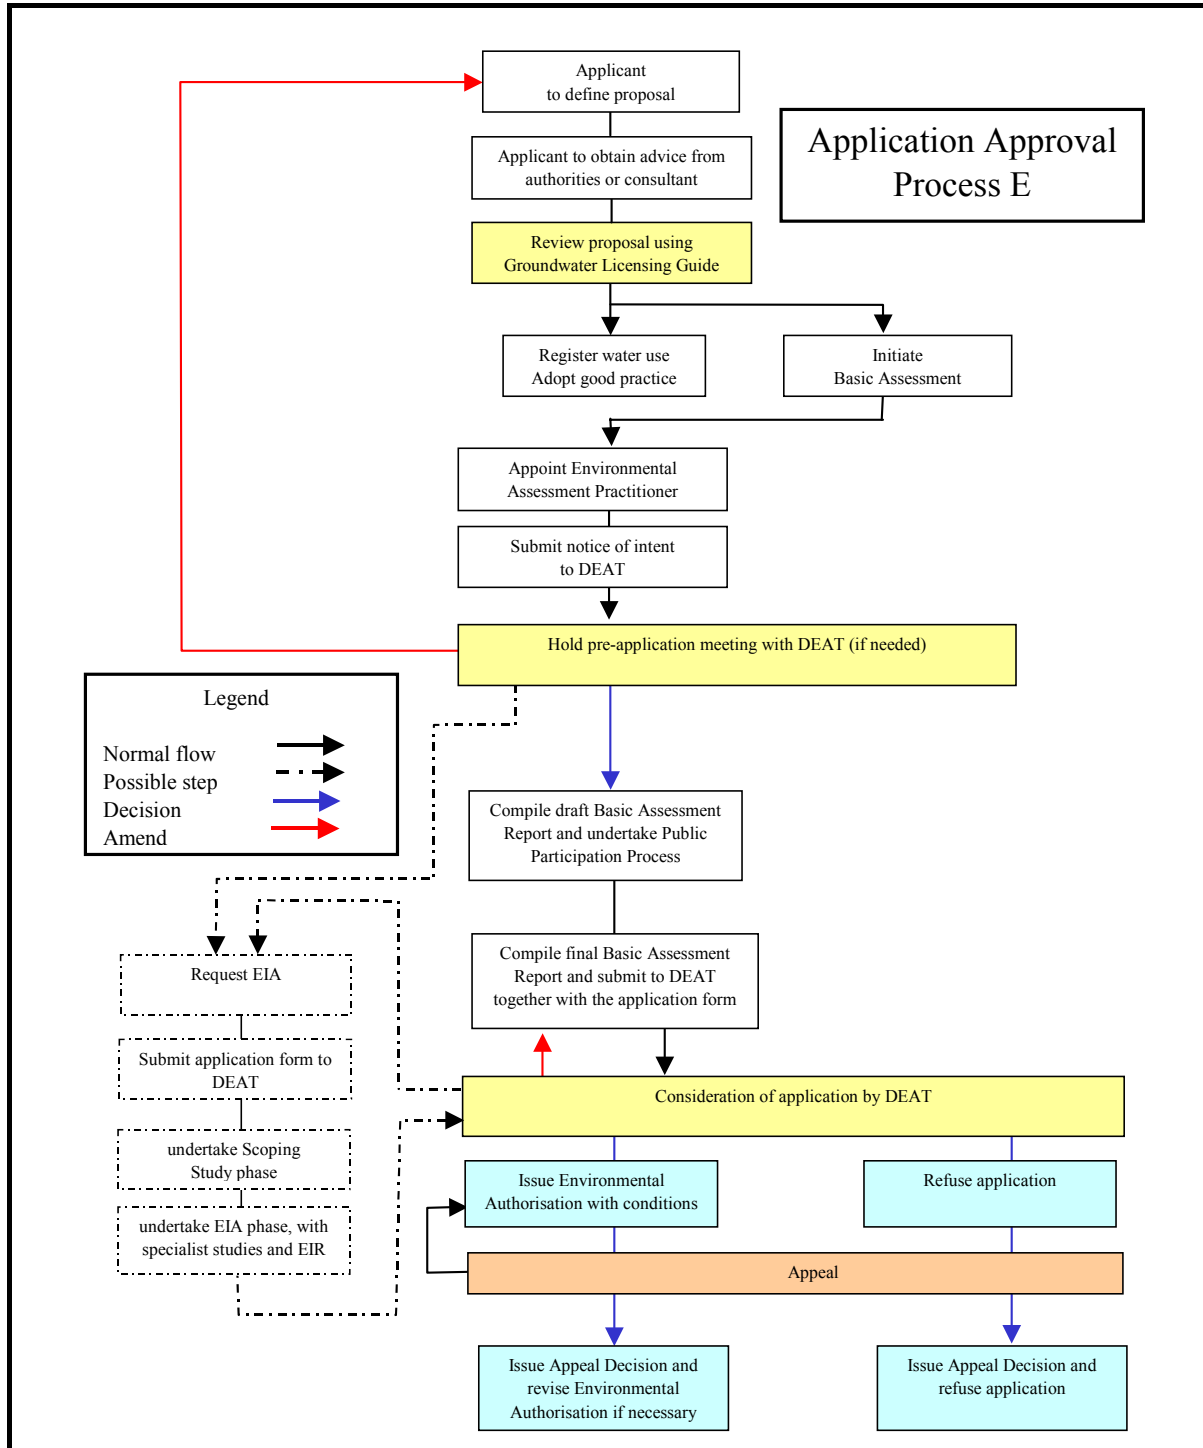 Applicant
to define proposal
Application Approval
Process E
Applicant to obtain advice from
authorities or consultant
Review proposal using
Groundwater Licensing Guide
Register water use
Adopt good practice
Initiate
Basic Assessment
Appoint Environmental
Assessment Practitioner
Submit notice of intent
to DEAT
Hold pre-application meeting with DEAT (if needed)
Legend
Normal flow
Possible step
Decision
Amend
Compile draft Basic Assessment
Report and undertake Public
Participation Process
Compile final Basic Assessment
Report and submit to DEAT
together with the application form
Request EIA
Submit application form to
DEAT
undertake Scoping
Study phase
undertake EIA phase, with
specialist studies and EIR
Consideration of application by DEAT
Issue Environmental
Authorisation with conditions
Refuse application
Appeal
Issue Appeal Decision and
revise Environmental
Authorisation if necessary
Issue Appeal Decision and
refuse application